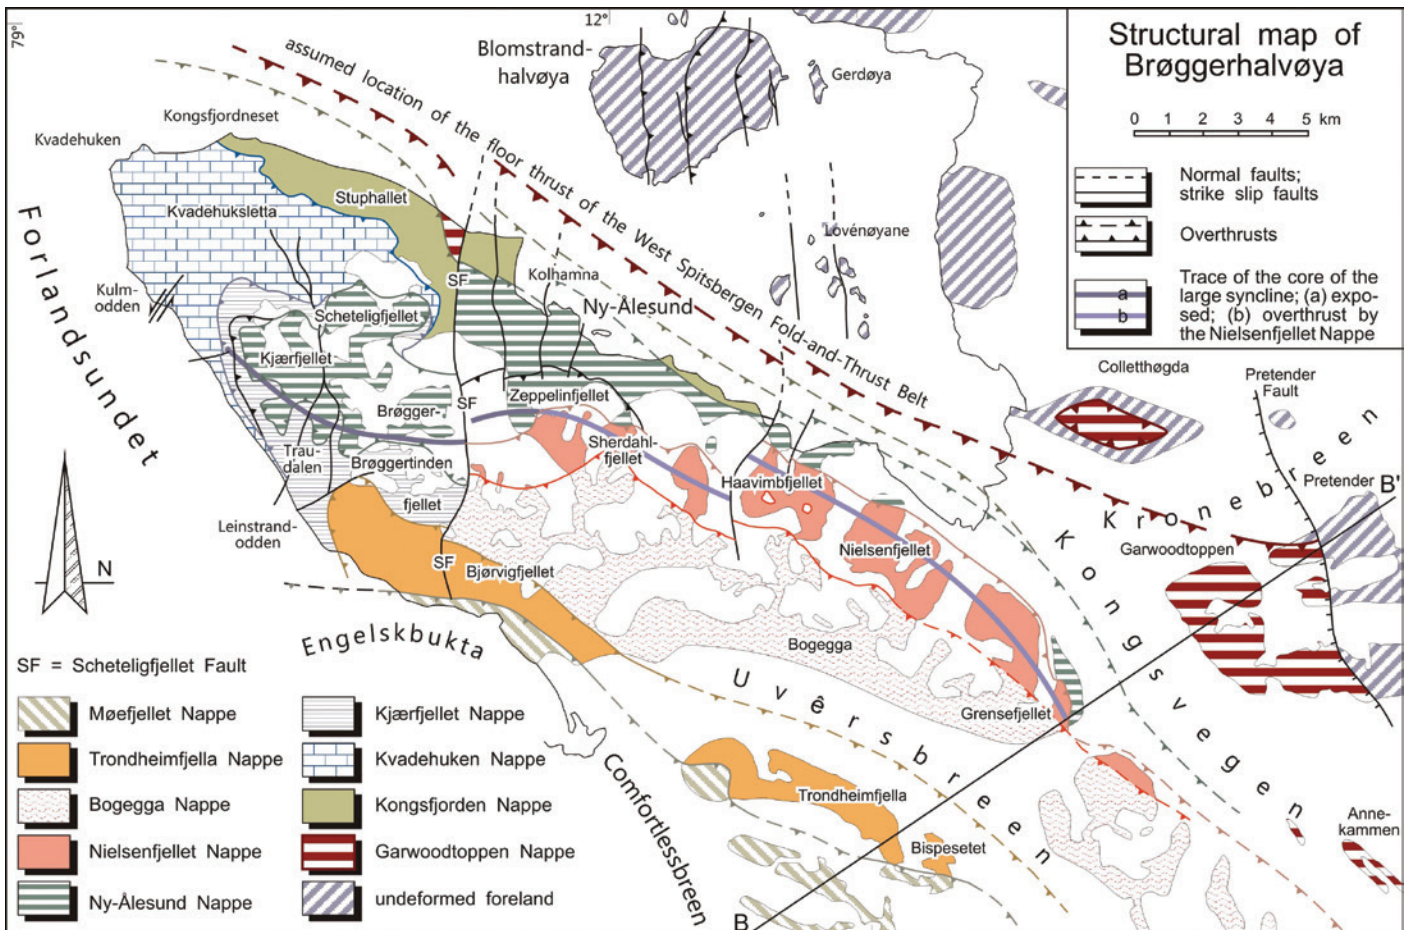 79°
12°
Structural map of
Brøggerhalvøya
0 1 2 3 4 5 km
Normal faults;
strike slip faults
Overthrusts
a
b
Trace of the core of the
large syncline; (a) expo-
sed; (b) overthrust by
the Nielsenfjellet Nappe
assumed location of the floor thrust of the West Spitsbergen Fold-and-Thrust Belt
Blomstrand-
halvøya
Gerdøya
Kongsfjordneset
Kvadehuken
Stuphallet
Kvadehuksletta
Lovénøyane
Forlandsundet
SF
Kolhamna
Kulm-
odden
Ny-Ålesund
Scheteligfjellet
Kjærfjellet
Colletthøgda
Pretender
Fault
Zeppelinfjellet
SF
Brøgger-
Sherdahl-
fjellet
Trau-
dalen
Brøggertinden
fjellet
Haavimbfjellet
Pretender
B'
Kronebreen
Leinstrand-
odden
Garwoodtoppen
Nielsenfjellet
SF
Bjørvigfjellet
Kongsvegen
N
Engelskbukta
Bogegga
Uvêrsbreen
Grensefjellet
Comfortlessbreen
Trondheimfjella
Anne-
kammen
Bispesetet
B
SF = Scheteligfjellet Fault
Møefjellet Nappe
Trondheimfjella Nappe
Bogegga Nappe
Nielsenfjellet Nappe
Ny-Ålesund Nappe
Kjærfjellet Nappe
Kvadehuken Nappe
Kongsfjorden Nappe
Garwoodtoppen Nappe
undeformed foreland